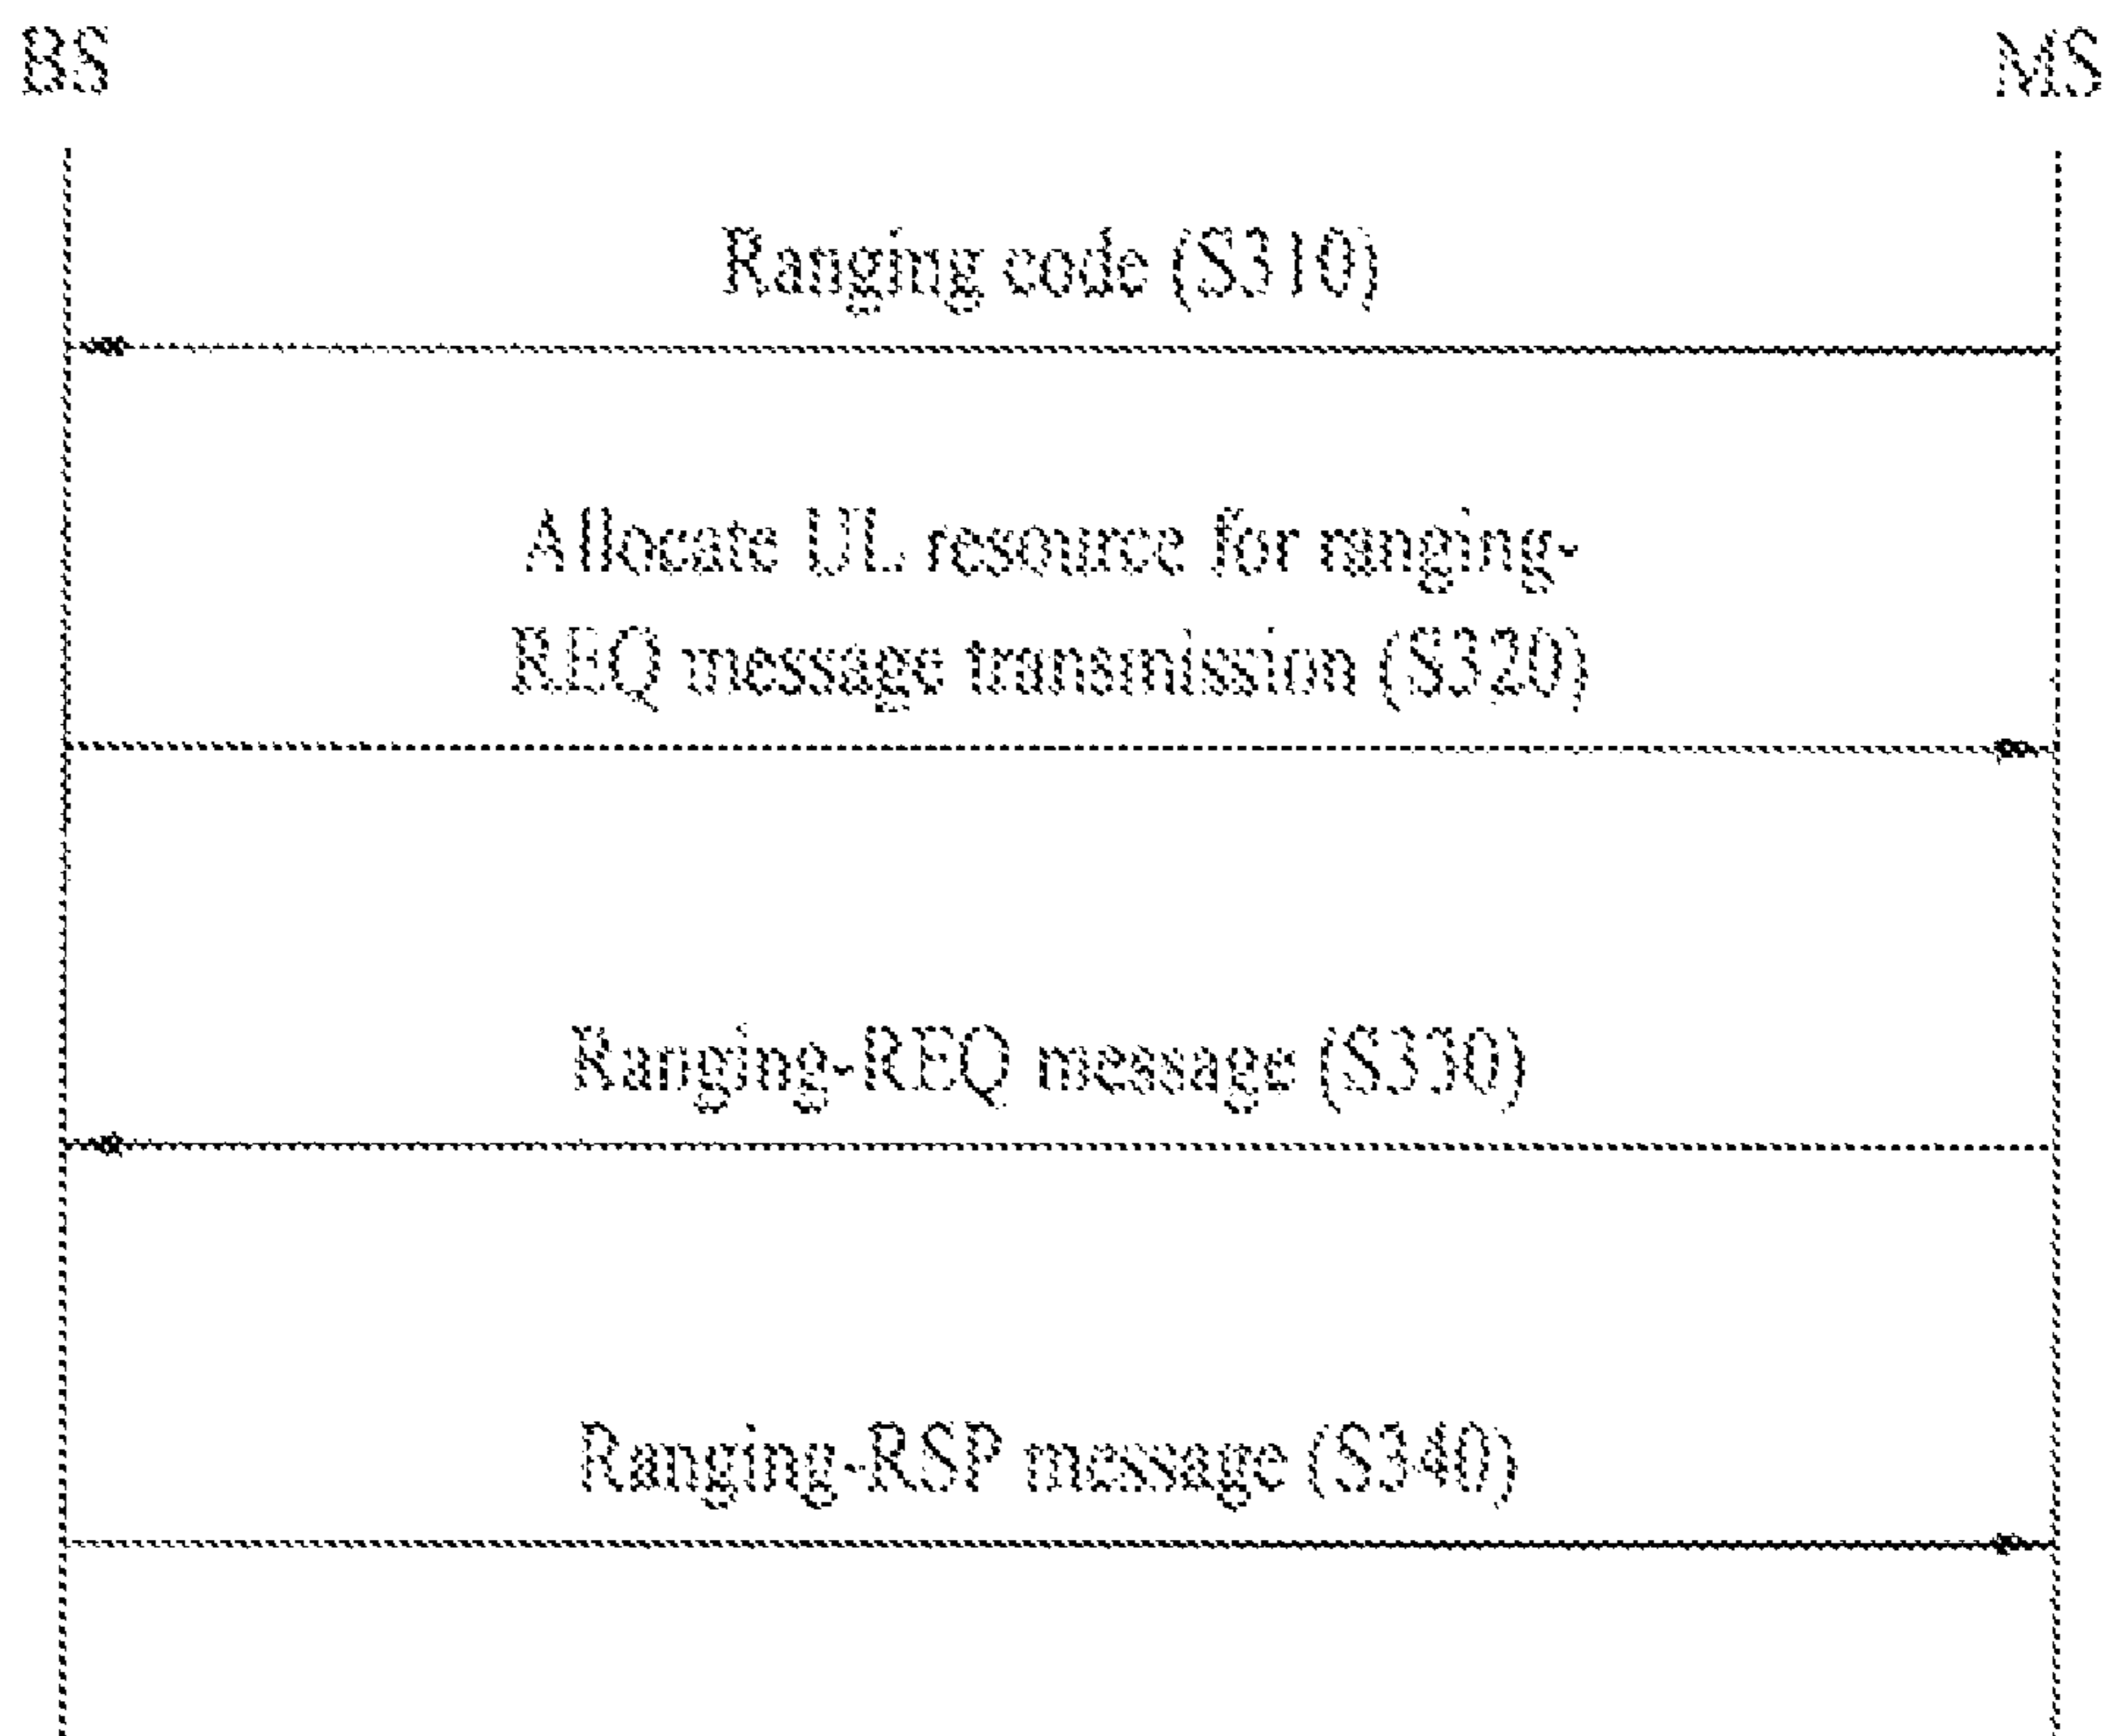 BS
MS
Ranging code (S310)
Allocate UL resource for ranging-
REQ message transmission (S320)
Ranging-REQ message (S330)
Ranging-RSP message (S340)